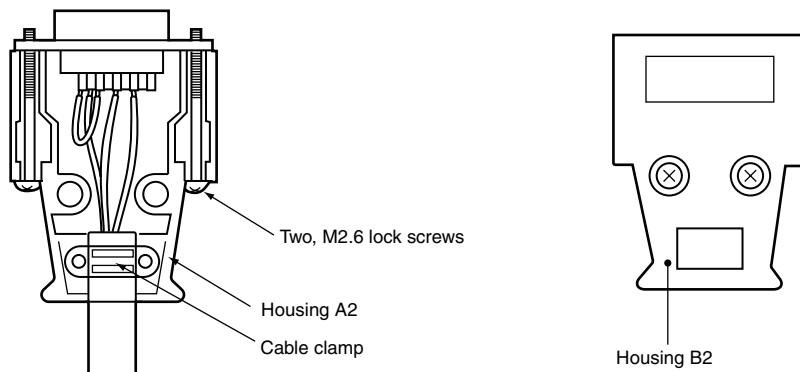 Two, M2.6 lock screws
Housing A2
Cable clamp
Housing B2